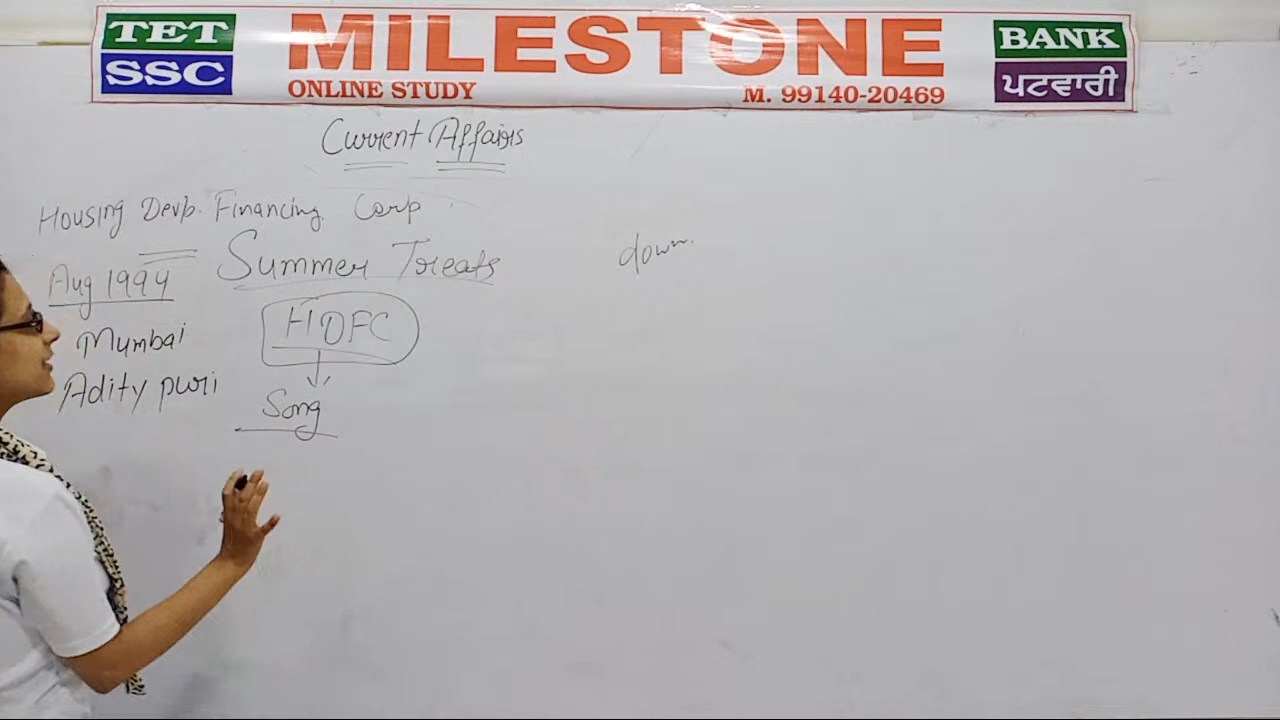 TET
SSC
MILESTONE
ONLINE STUDY M. 99140-20469
BANK
ਪਟਵਾਰੀ
Current Affairs
Housing Devp. Financing Corp
Summer Treats
down.
Aug 1994
HDFC
Mumbai
Adity puri
Song